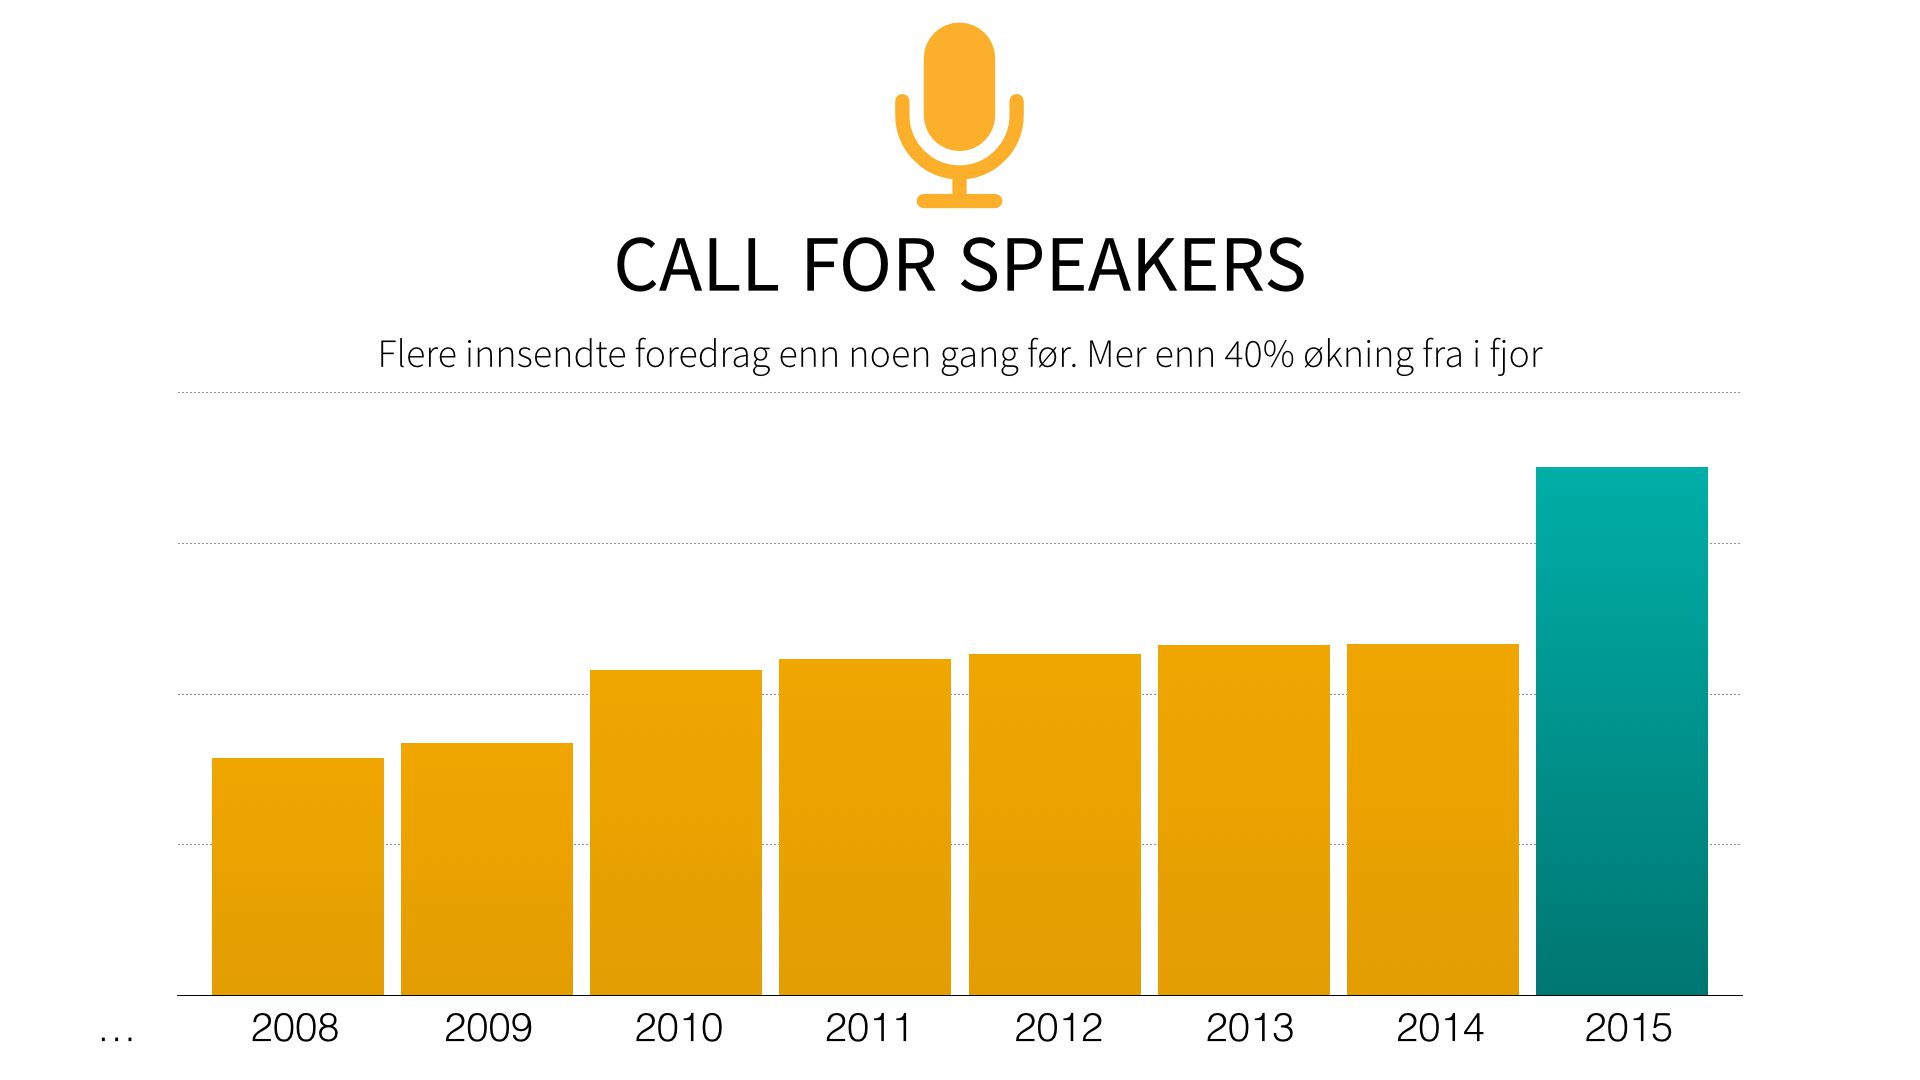 CALL FOR SPEAKERS
Flere innsendte foredrag enn noen gang før. Mer enn 40% økning fra i fjor
... 2008 2009 2010 2011 2012 2013 2014 2015